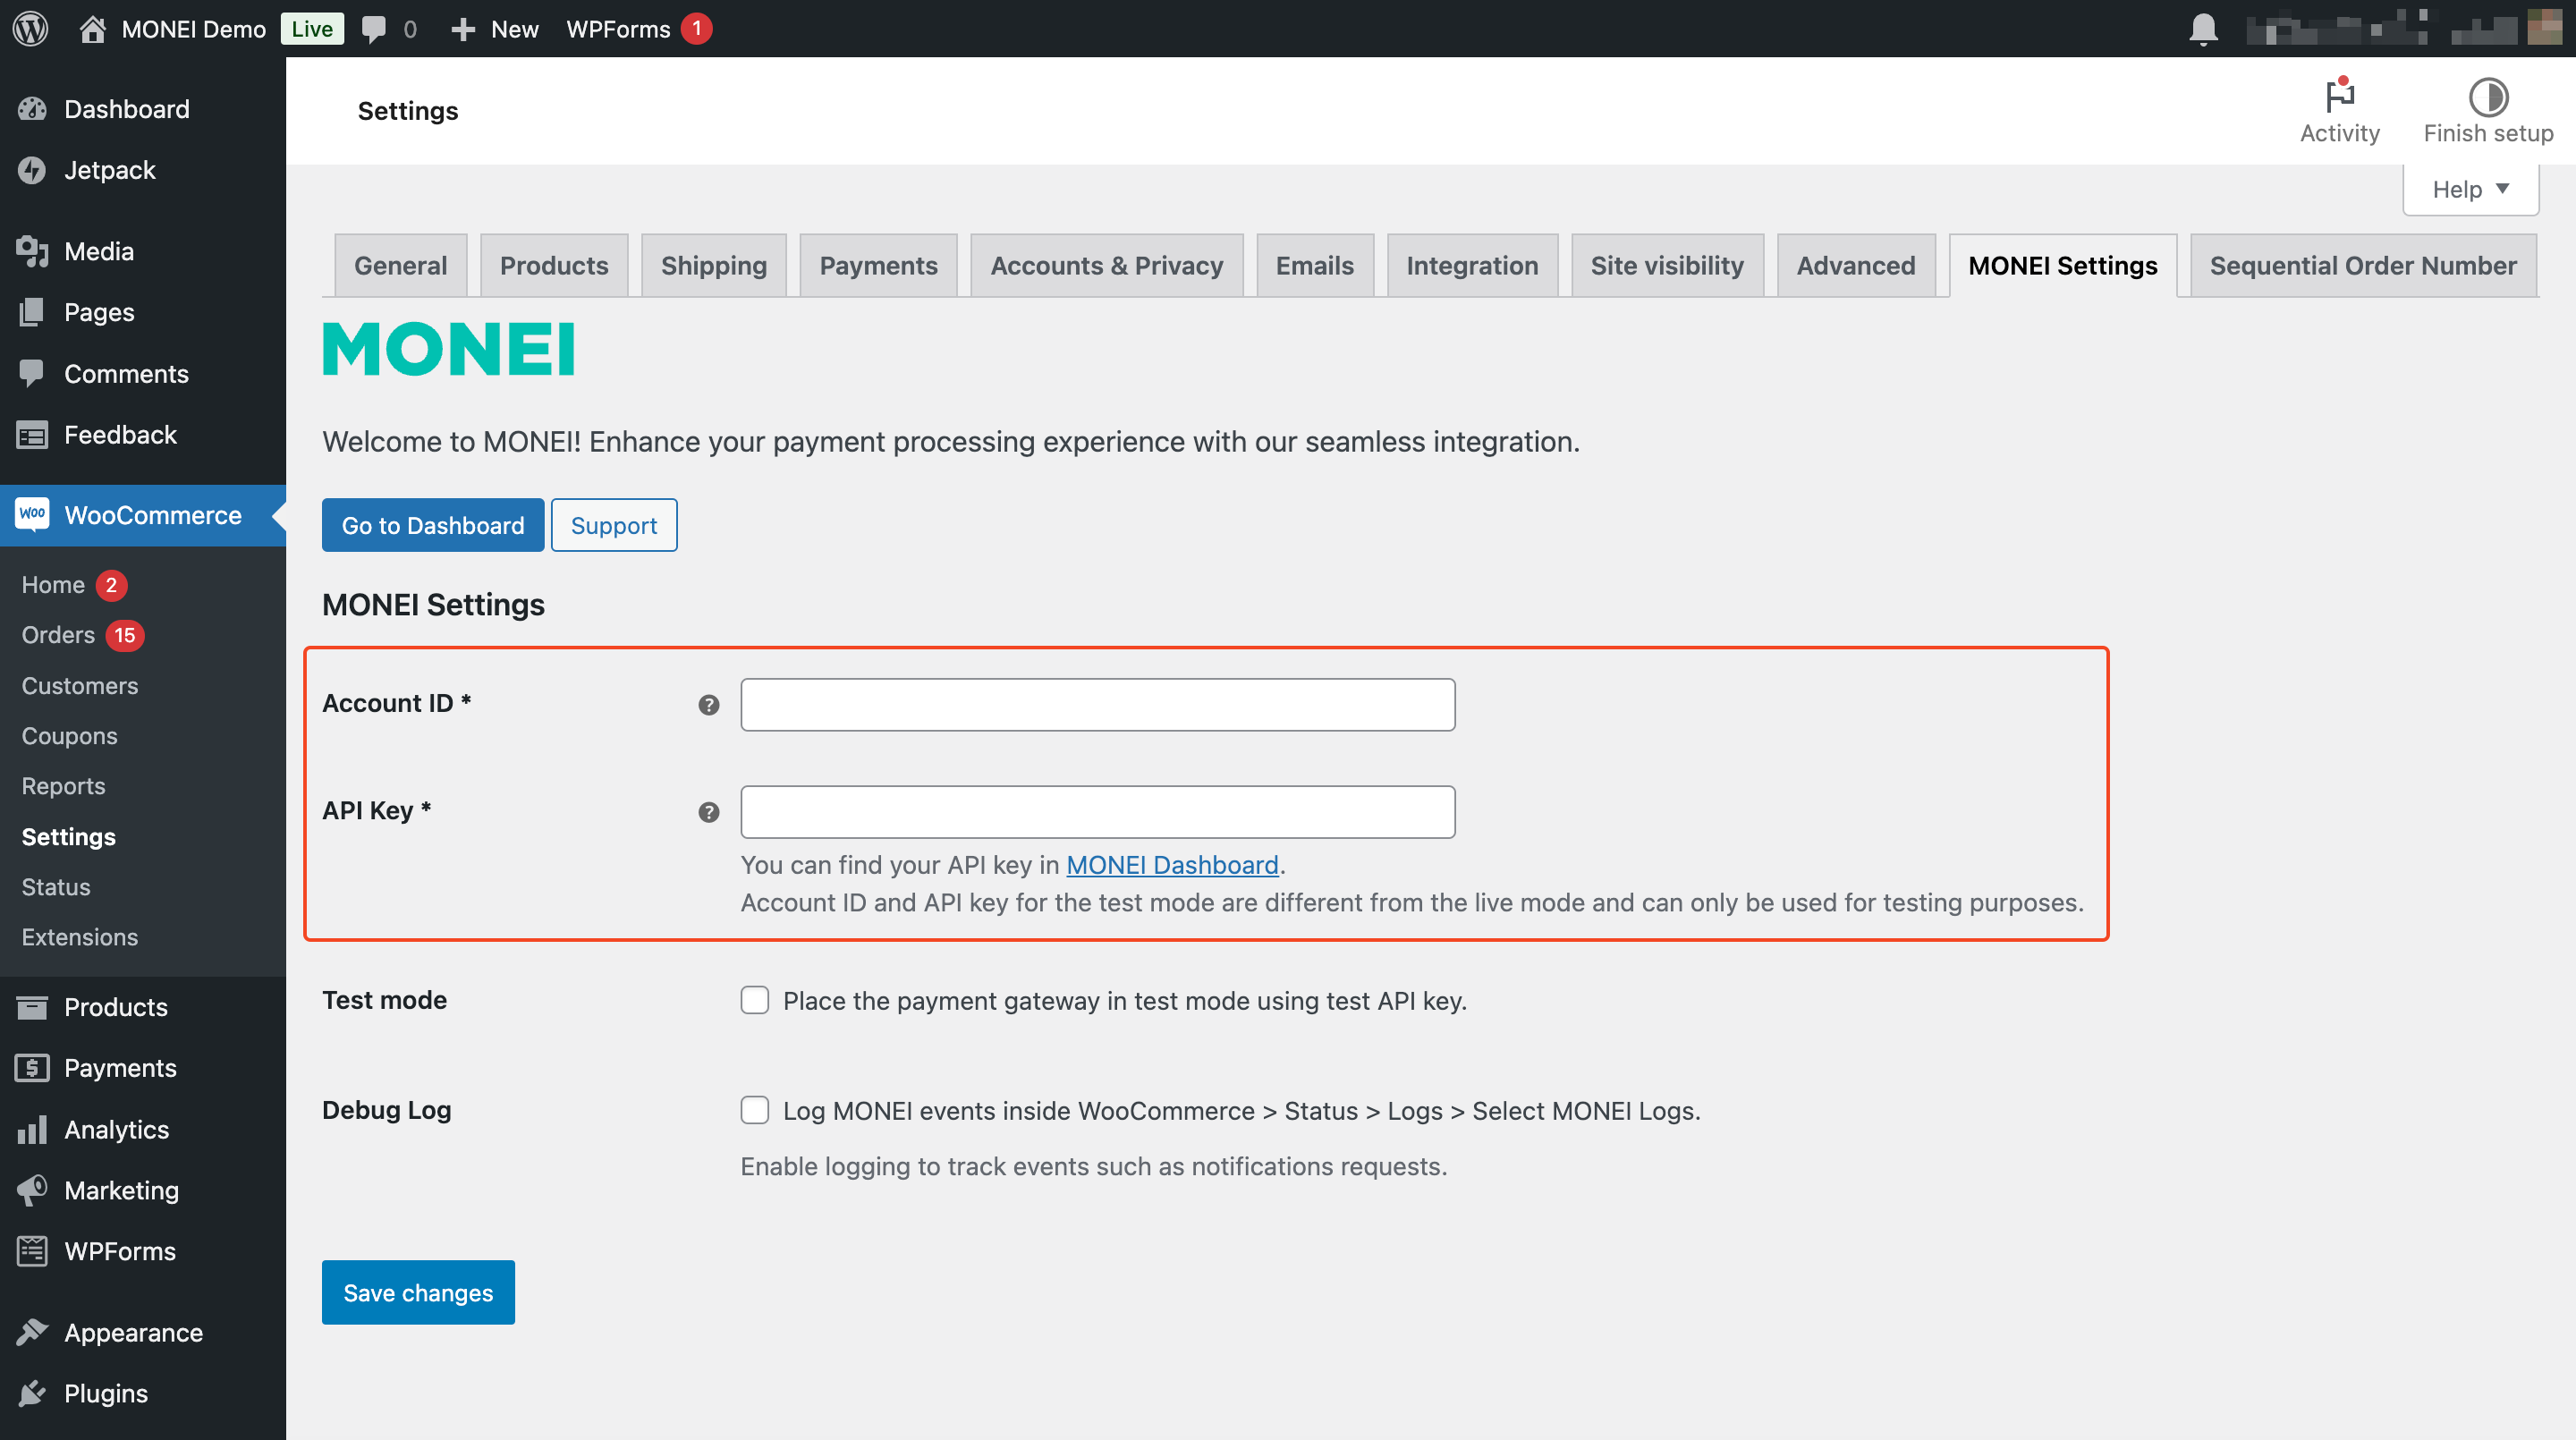 MONEI Demo Live 0 New WPForms 1
Dashboard
Jetpack
Media
Pages
Comments
Feedback
Woo WooCommerce
Home 2
Orders 15
Customers
Coupons
Reports
Settings
Status
Extensions
Products
Payments
Analytics
Marketing
WPForms
Appearance
Plugins
Settings
Activity
Finish setup
Help
General Products Shipping Payments Accounts & Privacy Emails Integration Site visibility Advanced MONEI Settings Sequential Order Number
MONEI
Welcome to MONEI! Enhance your payment processing experience with our seamless integration.
Go to Dashboard Support
MONEI Settings
Account ID *
API Key *
You can find your API key in MONEI Dashboard.
Account ID and API key for the test mode are different from the live mode and can only be used for testing purposes.
Test mode Place the payment gateway in test mode using test API key.
Debug Log Log MONEI events inside WooCommerce > Status > Logs > Select MONEI Logs.
Enable logging to track events such as notifications requests.
Save changes